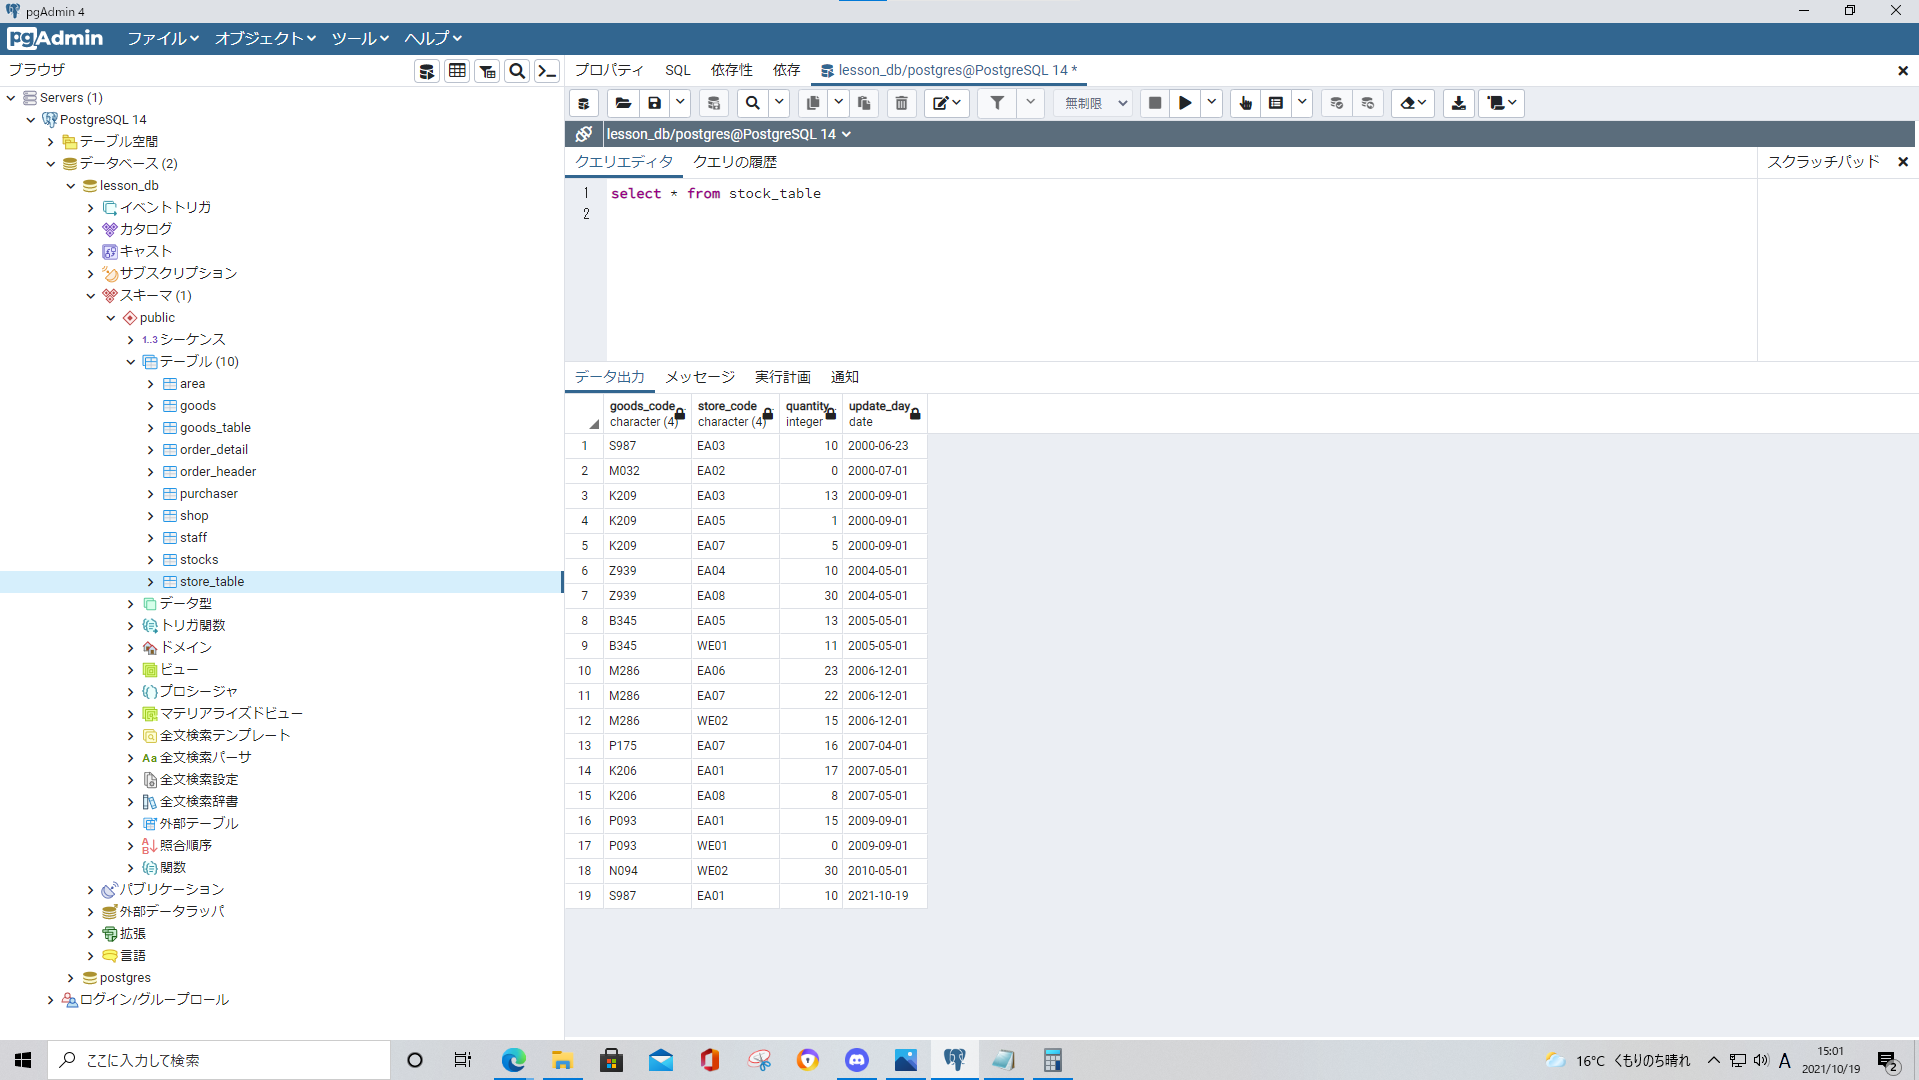 pgAdmin 4
pgAdmin ファイル オブジェクト ツール ヘルプ
ブラウザ
プロパティ SQL 依存性 依存 lesson_db/postgres@PostgreSQL 14 *
Servers (1)
PostgreSQL 14
テーブル空間
データベース (2)
lesson_db
イベントトリガ
カタログ
キャスト
サブスクリプション
スキーマ (1)
public
1..3 シーケンス
テーブル (10)
area
goods
goods_table
order_detail
order_header
purchaser
shop
staff
stocks
store_table
データ型
トリガ関数
ドメイン
ビュー
プロシージャ
マテリアライズドビュー
全文検索テンプレート
Aa 全文検索パーサ
全文検索設定
全文検索辞書
外部テーブル
照合順序
関数
パブリケーション
外部データラッパ
拡張
言語
postgres
ログイン/グループロール
無制限
lesson_db/postgres@PostgreSQL 14
クエリエディタ クエリの履歴
スクラッチパッド
1 select * from stock_table
2
データ出力 メッセージ 実行計画 通知
goods_code store_code quantity update_day
character (4) character (4) integer date
1 S987 EA03 10 2000-06-23
2 M032 EA02 0 2000-07-01
3 K209 EA03 13 2000-09-01
4 K209 EA05 1 2000-09-01
5 K209 EA07 5 2000-09-01
6 Z939 EA04 10 2004-05-01
7 Z939 EA08 30 2004-05-01
8 B345 EA05 13 2005-05-01
9 B345 WE01 11 2005-05-01
10 M286 EA06 23 2006-12-01
11 M286 EA07 22 2006-12-01
12 M286 WE02 15 2006-12-01
13 P175 EA07 16 2007-04-01
14 K206 EA01 17 2007-05-01
15 K206 EA08 8 2007-05-01
16 P093 EA01 15 2009-09-01
17 P093 WE01 0 2009-09-01
18 N094 WE02 30 2010-05-01
19 S987 EA01 10 2021-10-19
ここに入力して検索
16°C くもりのち晴れ
A
15:01
2021/10/19
2